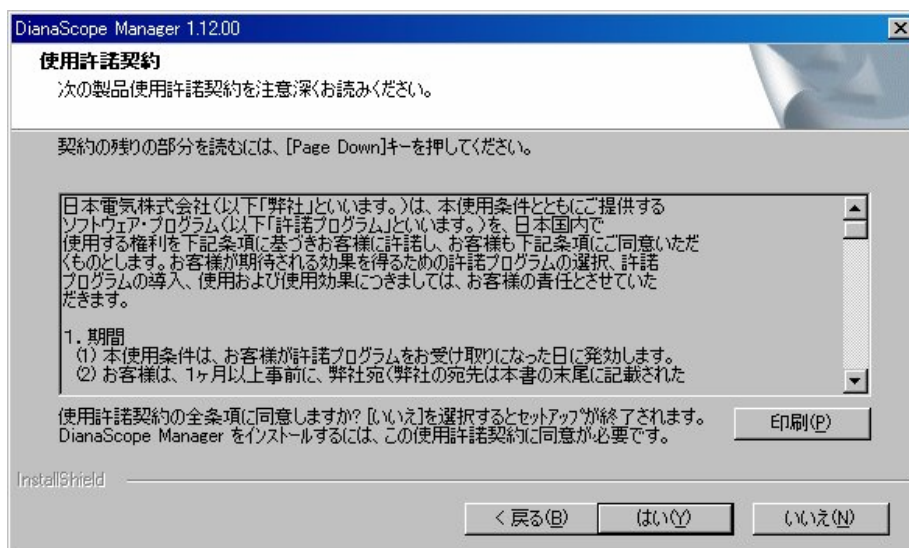 DianaScope Manager 1.12.00
使用許諾契約
次の製品使用許諾契約を注意深くお読みください。
契約の残りの部分を読むには、[Page Down]キーを押してください。
日本電気株式会社(以下「弊社」といいます。)は、本使用条件とともにご提供する
ソフトウェア・プログラム(以下「許諾プログラム」といいます。)を、日本国内で
使用する権利を下記条項に基づきお客様に許諾し、お客様も下記条項にご同意いただ
くものとします。お客様が期待される効果を得るための許諾プログラムの選択、許諾
プログラムの導入、使用および使用効果につきましては、お客様の責任とさせていた
だきます。
1. 期間
(1) 本使用条件は、お客様が許諾プログラムをお受け取りになった日に発効します。
(2) お客様は、1ヶ月以上事前に、弊社宛(弊社の宛先は本書の末尾に記載された
使用許諾契約の全条項に同意しますか? [いいえ]を選択するとセットアップが終了されます。
DianaScope Manager をインストールするには、この使用許諾契約に同意が必要です。
印刷(P)
InstallShield
< 戻る(B)
はい(Y)
いいえ(N)